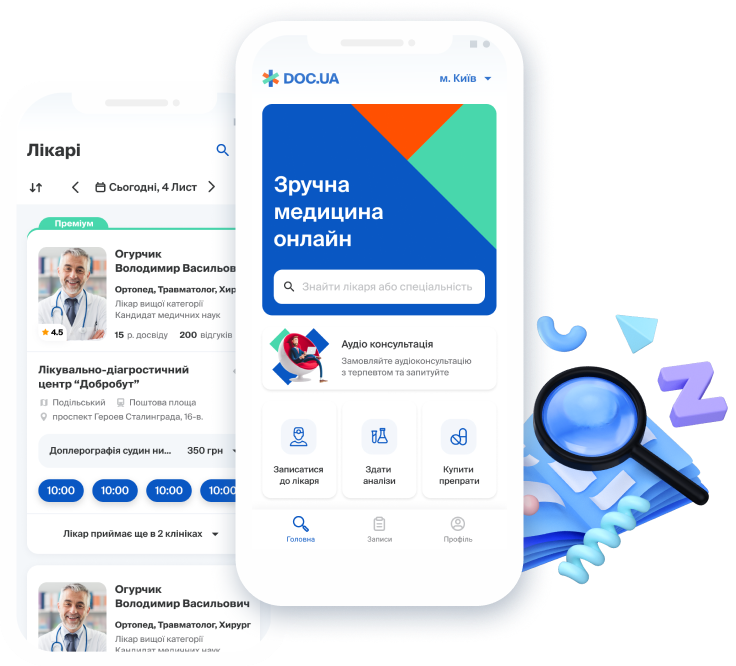 Лікарі
Сьогодні, 4 Лист
Преміум
Огурчик
Володимир Васильов
Ортопед, Травматолог, Хір
Лікар вищої категорії
Кандидат медичних наук
4.5
15 р. досвіду 200 відгуків
Лікувально-діагростичний
центр “Добробут”
Подільський Поштова площа
проспект Героев Сталинграда, 16-в.
Доплерографія судин ни... 350 грн
10:00 10:00 10:00 10:00
Лікар приймає ще в 2 клініках
Огурчик
Володимир Васильович
Ортопед, Травматолог, Хирург
Лікар вищої категорії
Кандидат медичних наук
DOC.UA
м. Київ
Зручна
медицина
онлайн
Знайти лікаря або спеціальність
Аудіо консультація
Замовляйте аудіоконсультацію
з терпевтом та запитуйте
Записатися
до лікаря
Здати
аналізи
Купити
препрати
Головна Записи Профіль